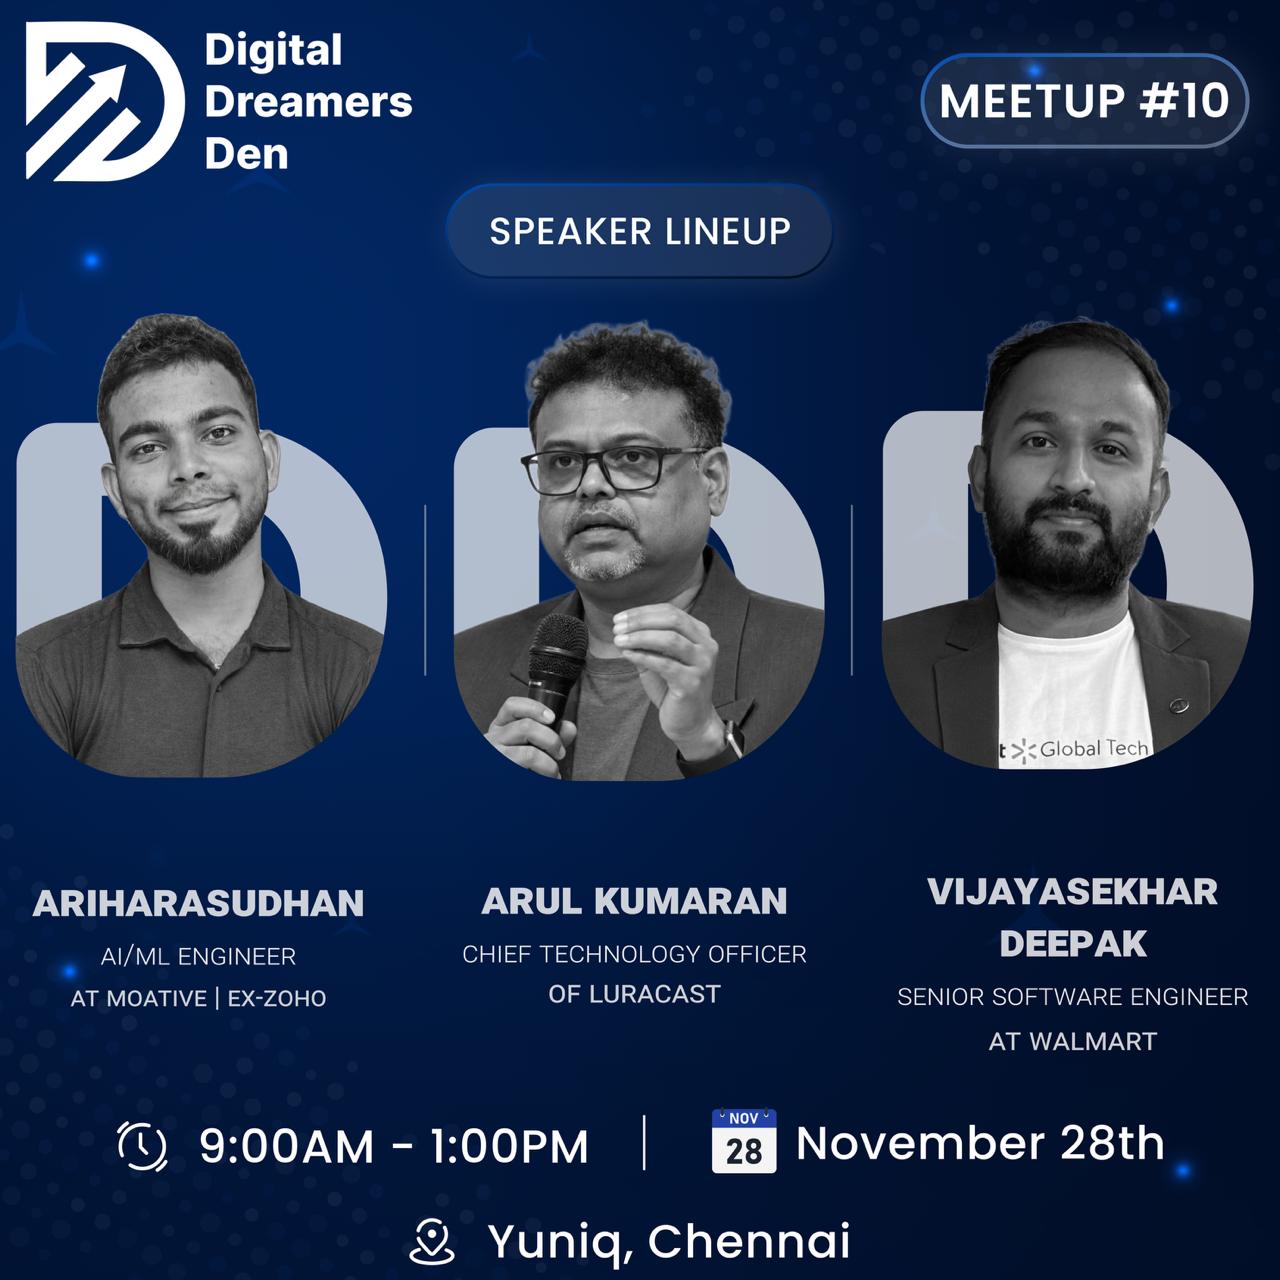 Digital
Dreamers
Den
MEETUP #10
SPEAKER LINEUP
t Global Tech
ARIHARASUDHAN
AI/ML ENGINEER
AT MOATIVE | EX-ZOHO
ARUL KUMARAN
CHIEF TECHNOLOGY OFFICER
OF LURACAST
VIJAYASEKHAR
DEEPAK
SENIOR SOFTWARE ENGINEER
AT WALMART
9:00AM - 1:00PM
NOV
28
November 28th
Yuniq, Chennai